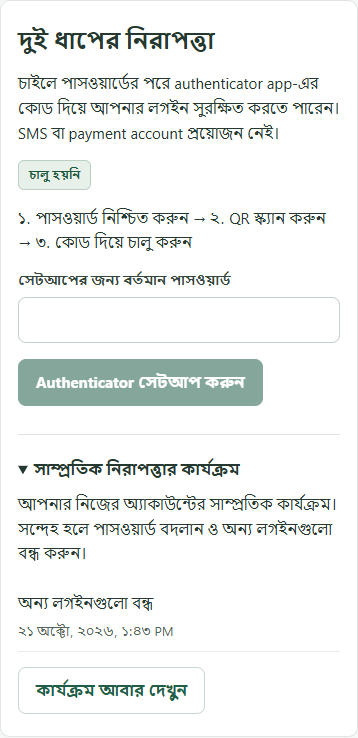 দুই ধাপের নিরাপত্তা
চাইলে পাসওয়ার্ডের পরে authenticator app-এর
কোড দিয়ে আপনার লগইন সুরক্ষিত করতে পারেন।
SMS বা payment account প্রয়োজন নেই।
চালু হয়নি
১. পাসওয়ার্ড নিশ্চিত করুন → ২. QR স্ক্যান করুন
→ ৩. কোড দিয়ে চালু করুন
সেটআপের জন্য বর্তমান পাসওয়ার্ড
Authenticator সেটআপ করুন
▼ সাম্প্রতিক নিরাপত্তার কার্যক্রম
আপনার নিজের অ্যাকাউন্টের সাম্প্রতিক কার্যক্রম।
সন্দেহ হলে পাসওয়ার্ড বদলান ও অন্য লগইনগুলো
বন্ধ করুন।
অন্য লগইনগুলো বন্ধ
২১ অক্টো, ২০২৬, ১:৪৩ PM
কার্যক্রম আবার দেখুন